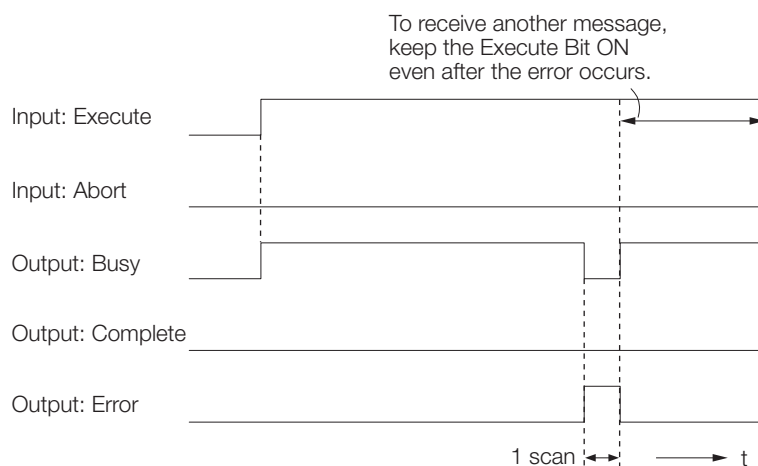 To receive another message,
keep the Execute Bit ON
even after the error occurs.
Input: Execute
Input: Abort
Output: Busy
Output: Complete
Output: Error
1 scan
t